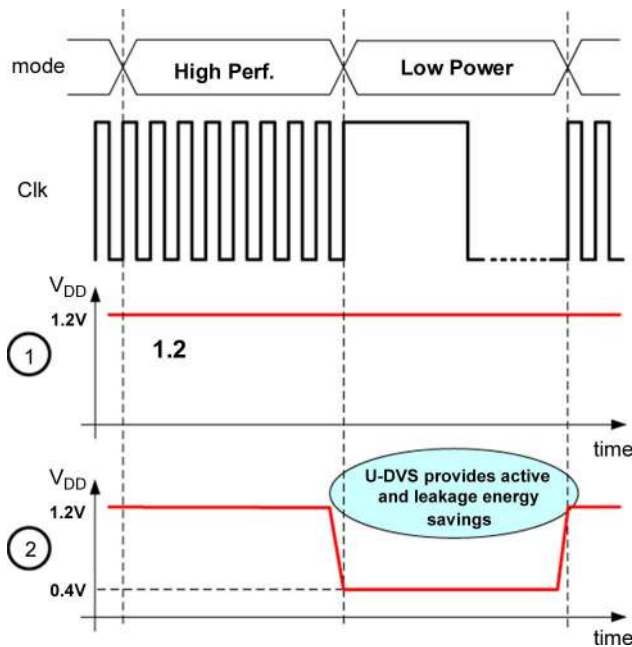 mode
High Perf.
Low Power
Clk
VDD
1.2V
1
1.2
time
VDD
U-DVS provides active
and leakage energy
savings
1.2V
2
0.4V
time